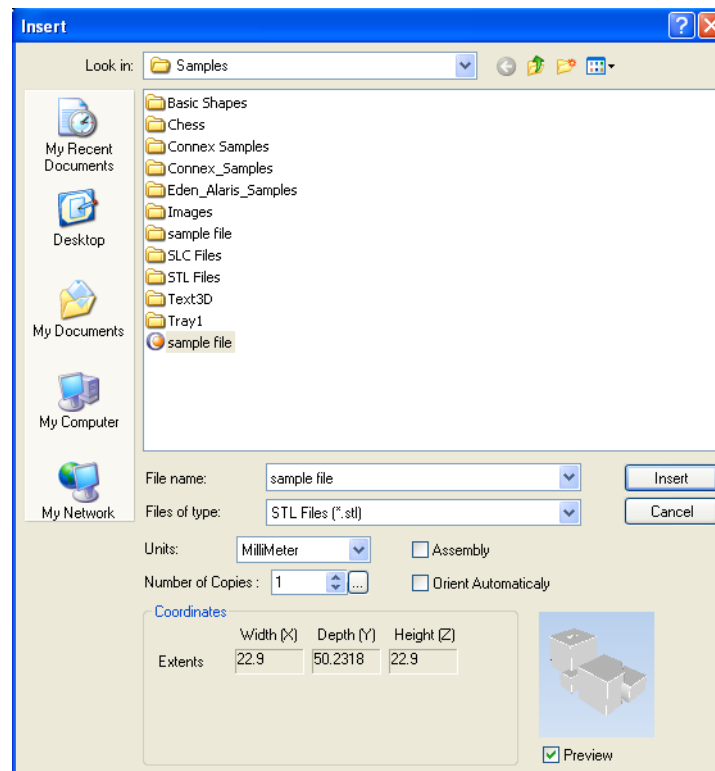 Insert
Look in: Samples
My Recent Documents
Desktop
My Documents
My Computer
My Network
Basic Shapes
Chess
Connex Samples
Connex_Samples
Eden_Alaris_Samples
Images
sample file
SLC Files
STL Files
Text3D
Tray1
sample file
File name: sample file Insert
Files of type: STL Files (*.stl) Cancel
Units: MilliMeter Assembly
Number of Copies : 1 ... Orient Automaticaly
Coordinates
Width (X) Depth (Y) Height (Z)
Extents 22.9 50.2318 22.9
Preview